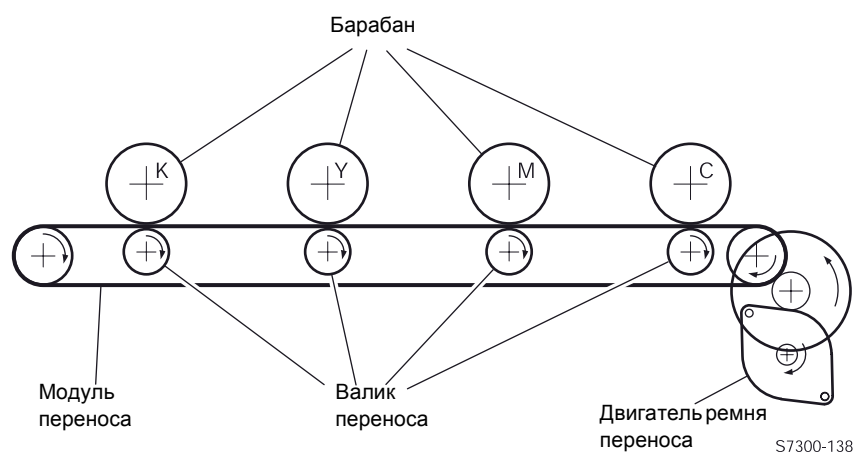 Барабан
K
Y
M
C
Модуль
переноса
Валик
переноса
Двигатель ремня
переноса
S7300-138